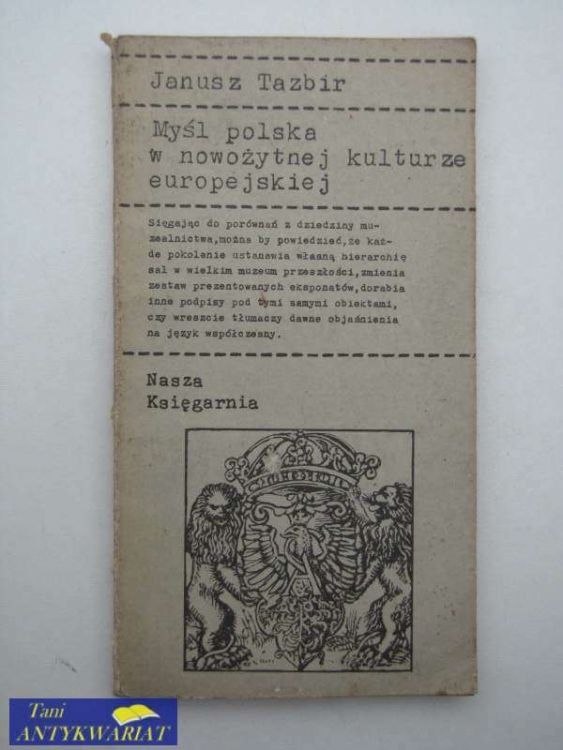 Janusz Tazbir
Myśl polska
w nowożytnej kulturze
europejskiej
Sięgając do porównań z dziedziny mu-
zealnictwa,można by powiedzieć,że każ-
de pokolenie ustanawia własną hierarchię
sal w wielkim muzeum przeszłości,zmienia
zestaw prezentowanych eksponatów,dorabia
inne podpisy pod tymi samymi obiektami,
czy wreszcie tłumaczy dawne objaśnienia
na język współczesny.
Nasza
Księgarnia
Tani
ANTYKWARIAT